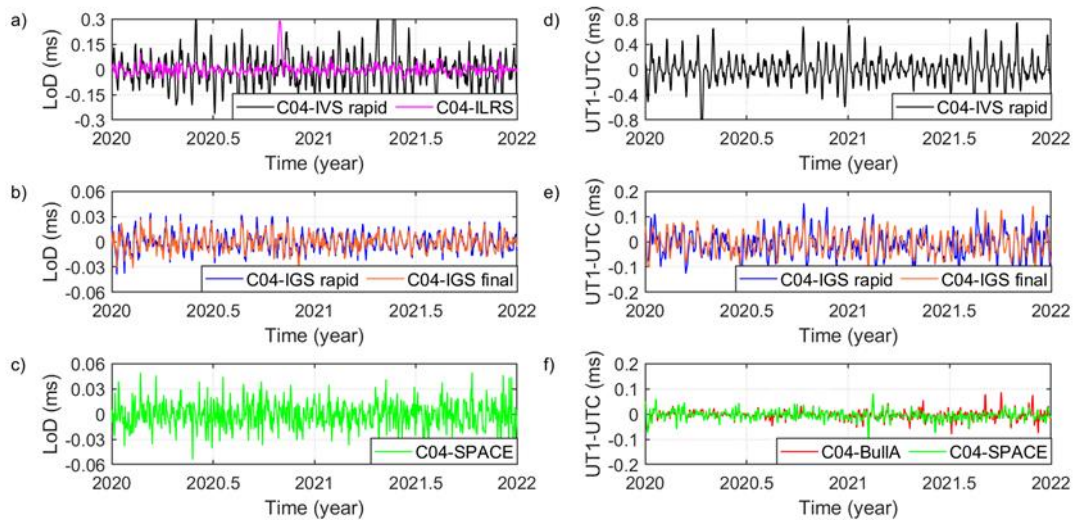 a)
LoD (ms)
0.3
0.15
0
-0.15
-0.3
C04-IVS rapid C04-ILRS
2020 2020.5 2021 2021.5 2022
Time (year)
d)
UT1-UTC (ms)
0.8
0.4
0
-0.4
-0.8
C04-IVS rapid
2020 2020.5 2021 2021.5 2022
Time (year)
b)
LoD (ms)
0.06
0.03
0
-0.03
-0.06
C04-IGS rapid C04-IGS final
2020 2020.5 2021 2021.5 2022
Time (year)
e)
UT1-UTC (ms)
0.2
0.1
0
-0.1
-0.2
C04-IGS rapid C04-IGS final
2020 2020.5 2021 2021.5 2022
Time (year)
c)
LoD (ms)
0.06
0.03
0
-0.03
-0.06
C04-SPACE
2020 2020.5 2021 2021.5 2022
Time (year)
f)
UT1-UTC (ms)
0.2
0.1
0
-0.1
-0.2
C04-BullA C04-SPACE
2020 2020.5 2021 2021.5 2022
Time (year)